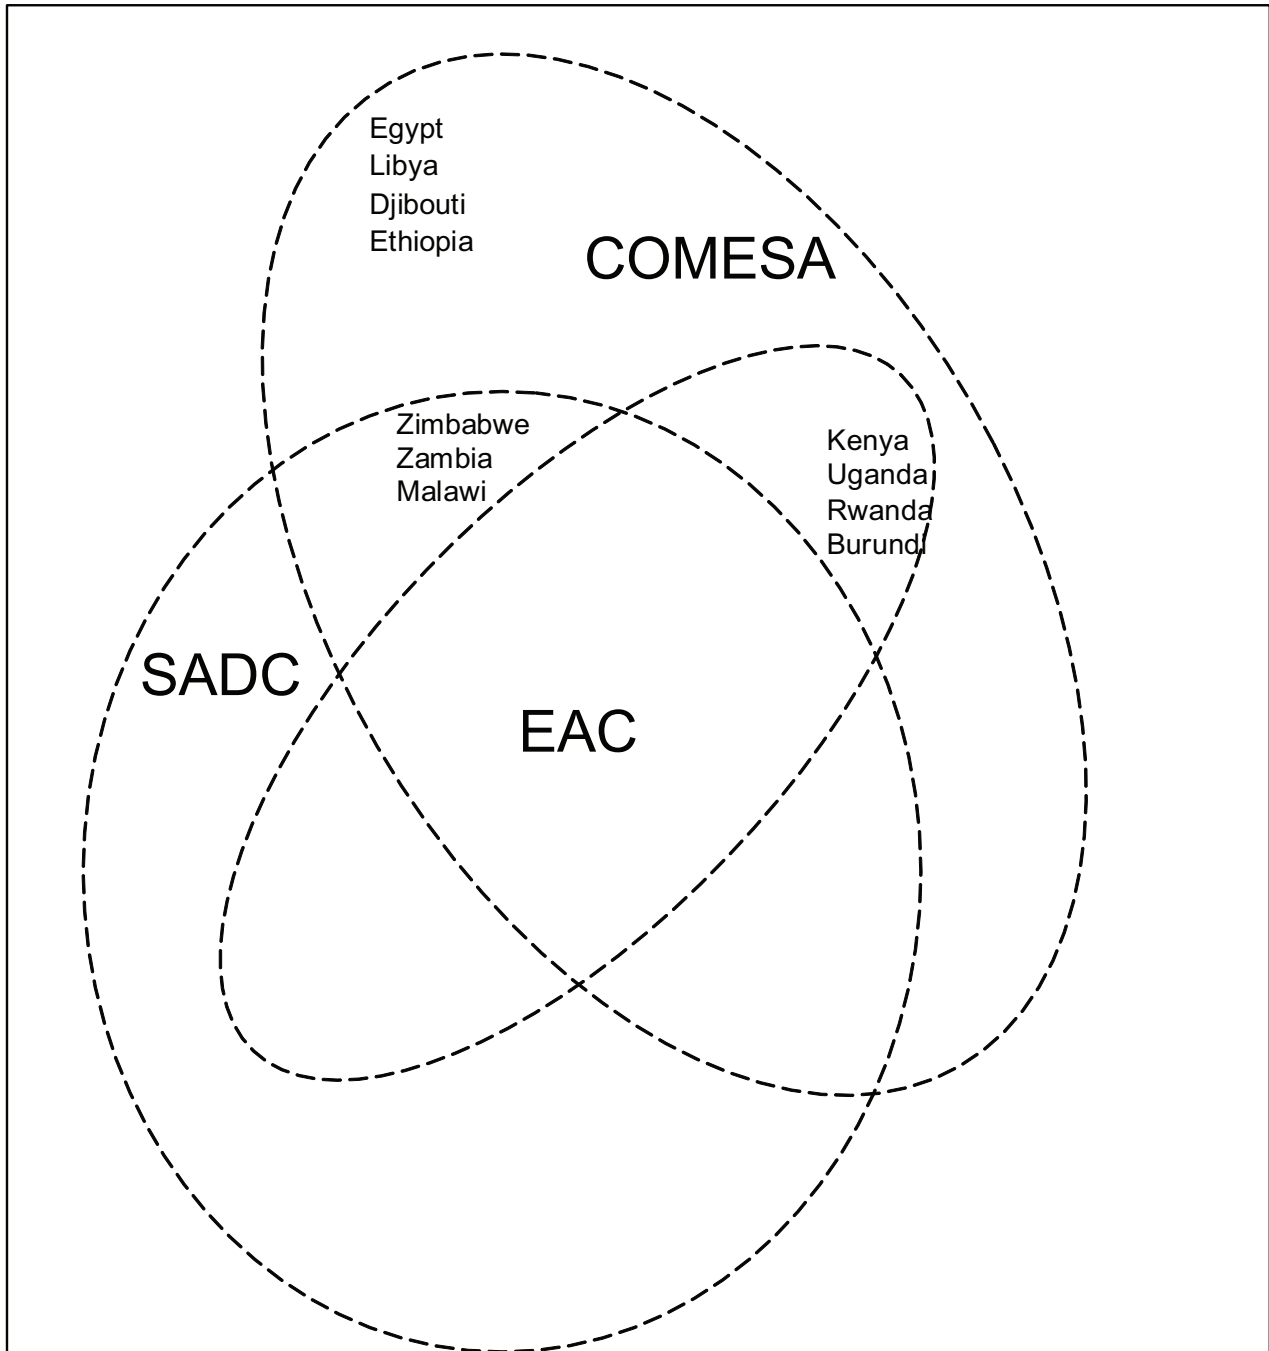 Egypt
Libya
Djibouti
Ethiopia
COMESA
Zimbabwe
Zambia
Malawi
Kenya
Uganda
Rwanda
Burundi
SADC
EAC